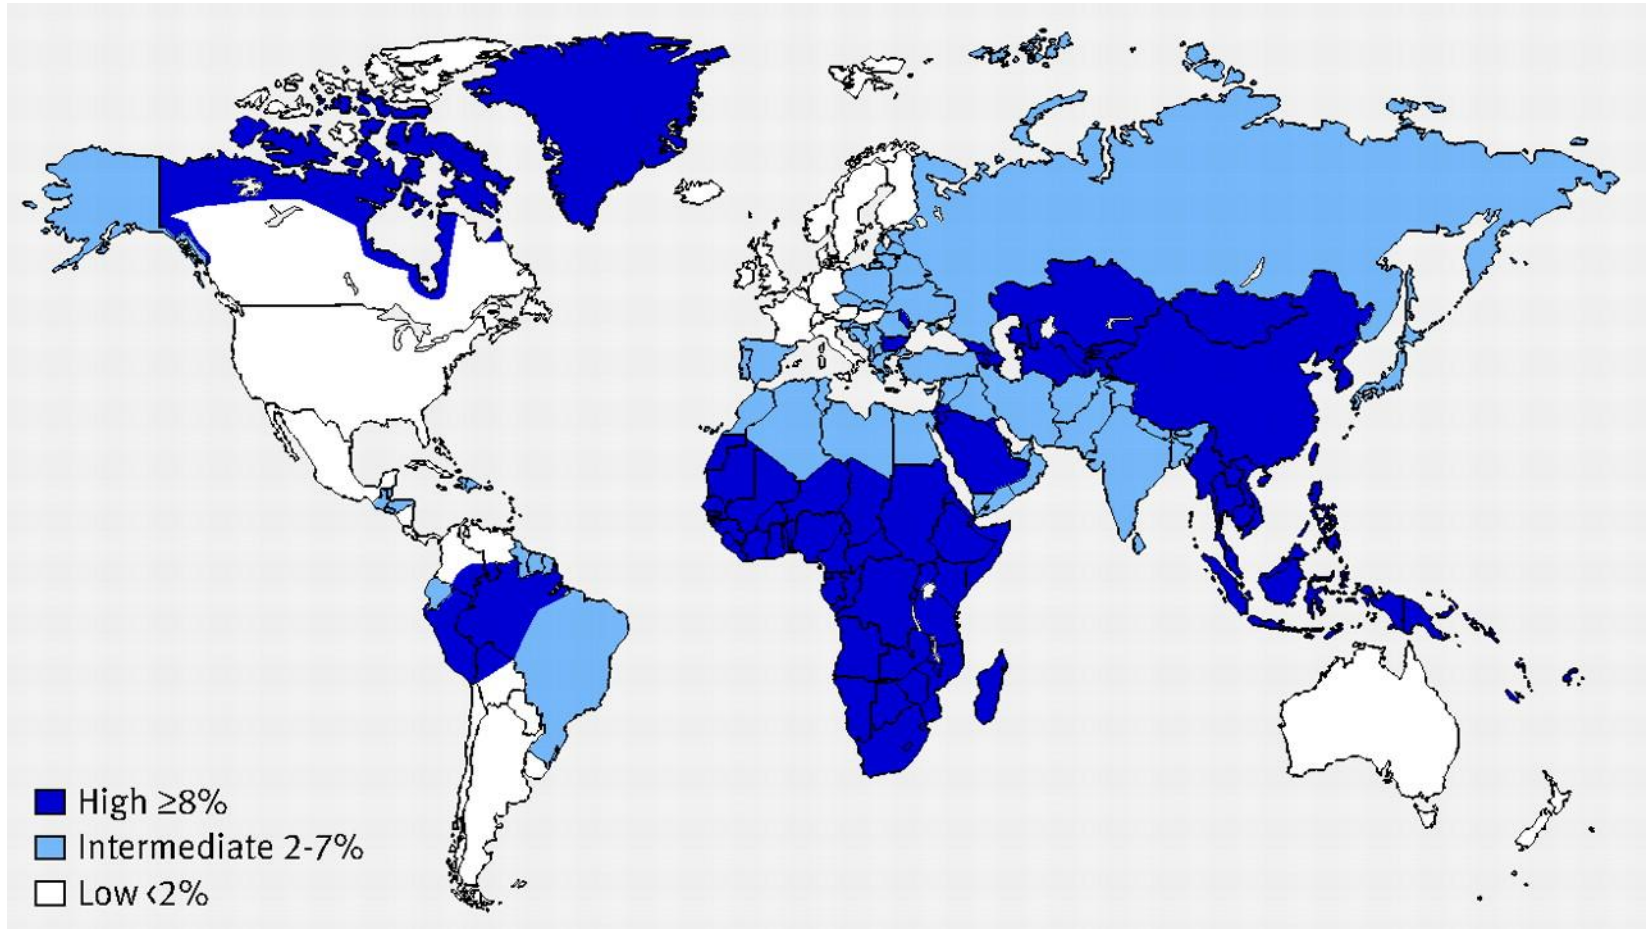 High ≥8%
Intermediate 2-7%
Low <2%